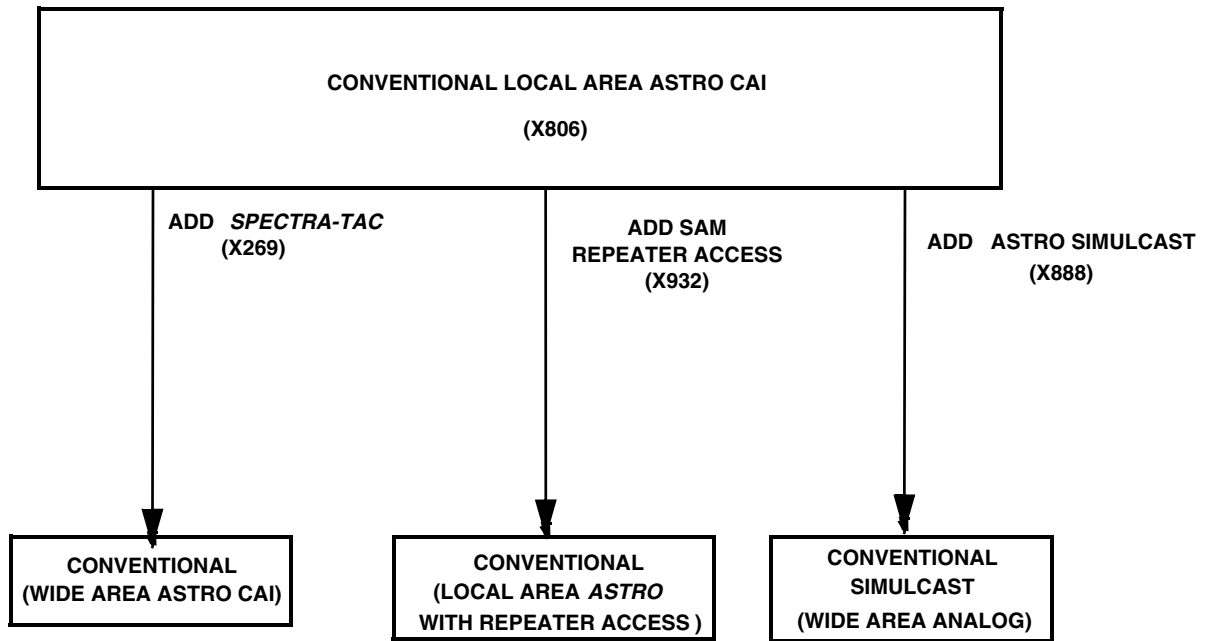 CONVENTIONAL LOCAL AREA ASTRO CAI
(X806)
ADD SPECTRA-TAC
(X269)
ADD SAM
REPEATER ACCESS
(X932)
ADD ASTRO SIMULCAST
(X888)
CONVENTIONAL
(WIDE AREA ASTRO CAI)
CONVENTIONAL
(LOCAL AREA ASTRO
WITH REPEATER ACCESS )
CONVENTIONAL
SIMULCAST
(WIDE AREA ANALOG)